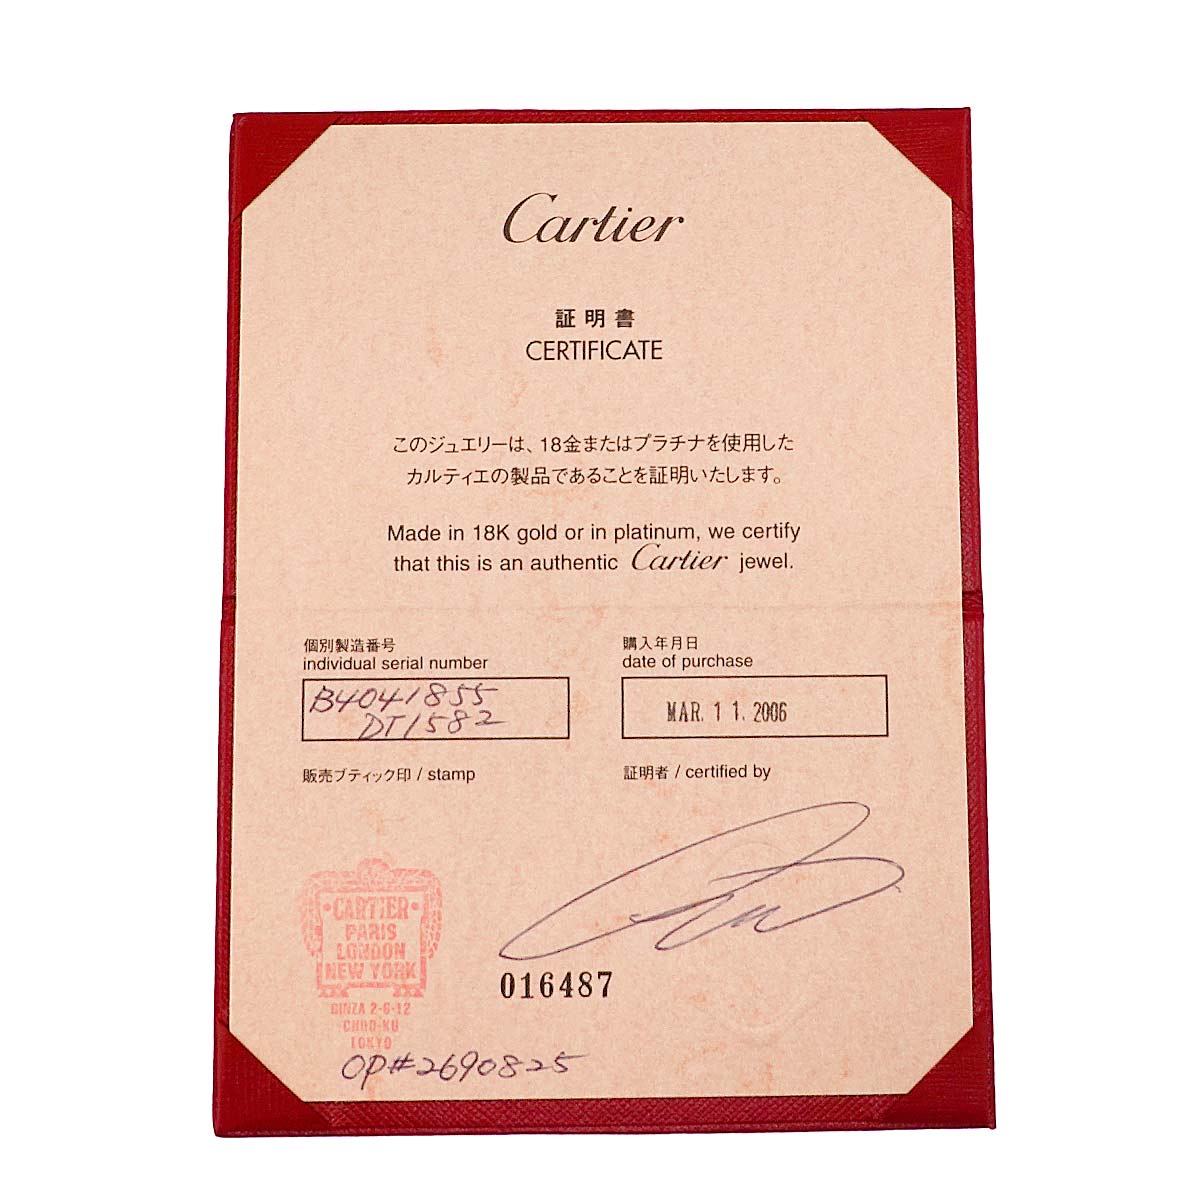 Cartier
証明書
CERTIFICATE
このジュエリーは、18金またはプラチナを使用した
カルティエの製品であることを証明いたします。
Made in 18K gold or in platinum, we certify
that this is an authentic Cartier jewel.
個別製造番号
individual serial number
B4041855
DT1582
購入年月日
date of purchase
MAR. 11. 2006
販売ブティック印 / stamp
証明者 / certified by
·CARTIER·
PARIS
LONDON
NEW YORK
GINZA 2-6-12
CHUO-KU
TOKYO
016487
OP#2690825